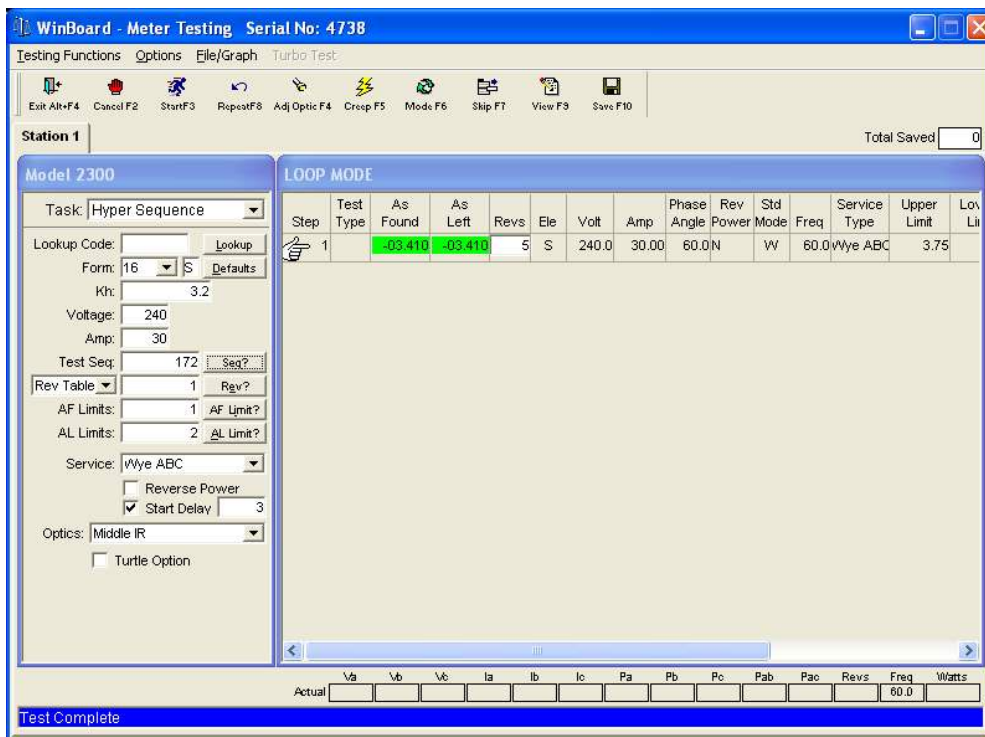 WinBoard - Meter Testing Serial No: 4738
Testing Functions Options File/Graph Turbo Test
Exit Alt+F4 Cancel F2 StartF3 RepeatF8 Adj Optic F4 Creep F5 Mode F6 Skip F7 View F9 Save F10
Station 1 Total Saved 0
Model 2300
Task: Hyper Sequence
Lookup Code: Lookup
Form: 16 S Defaults
Kh: 3.2
Voltage: 240
Amp: 30
Test Seq: 172 Seq?
Rev Table 1 Rev?
AF Limits: 1 AF Limit?
AL Limits: 2 AL Limit?
Service: Wye ABC
Reverse Power
Start Delay 3
Optics: Middle IR
Turtle Option
LOOP MODE
Test As As Phase Rev Std Service Upper Lov
Step Type Found Left Revs Ele Volt Amp Angle Power Mode Freq Type Limit Lii
1 -03.410 -03.410 5 S 240.0 30.00 60.0 N W 60.0 Wye ABC 3.75
Va Vb Vc Ia Ib Ic Pa Pb Pc Pab Pac Revs Freq Watts
Actual 60.0
Test Complete